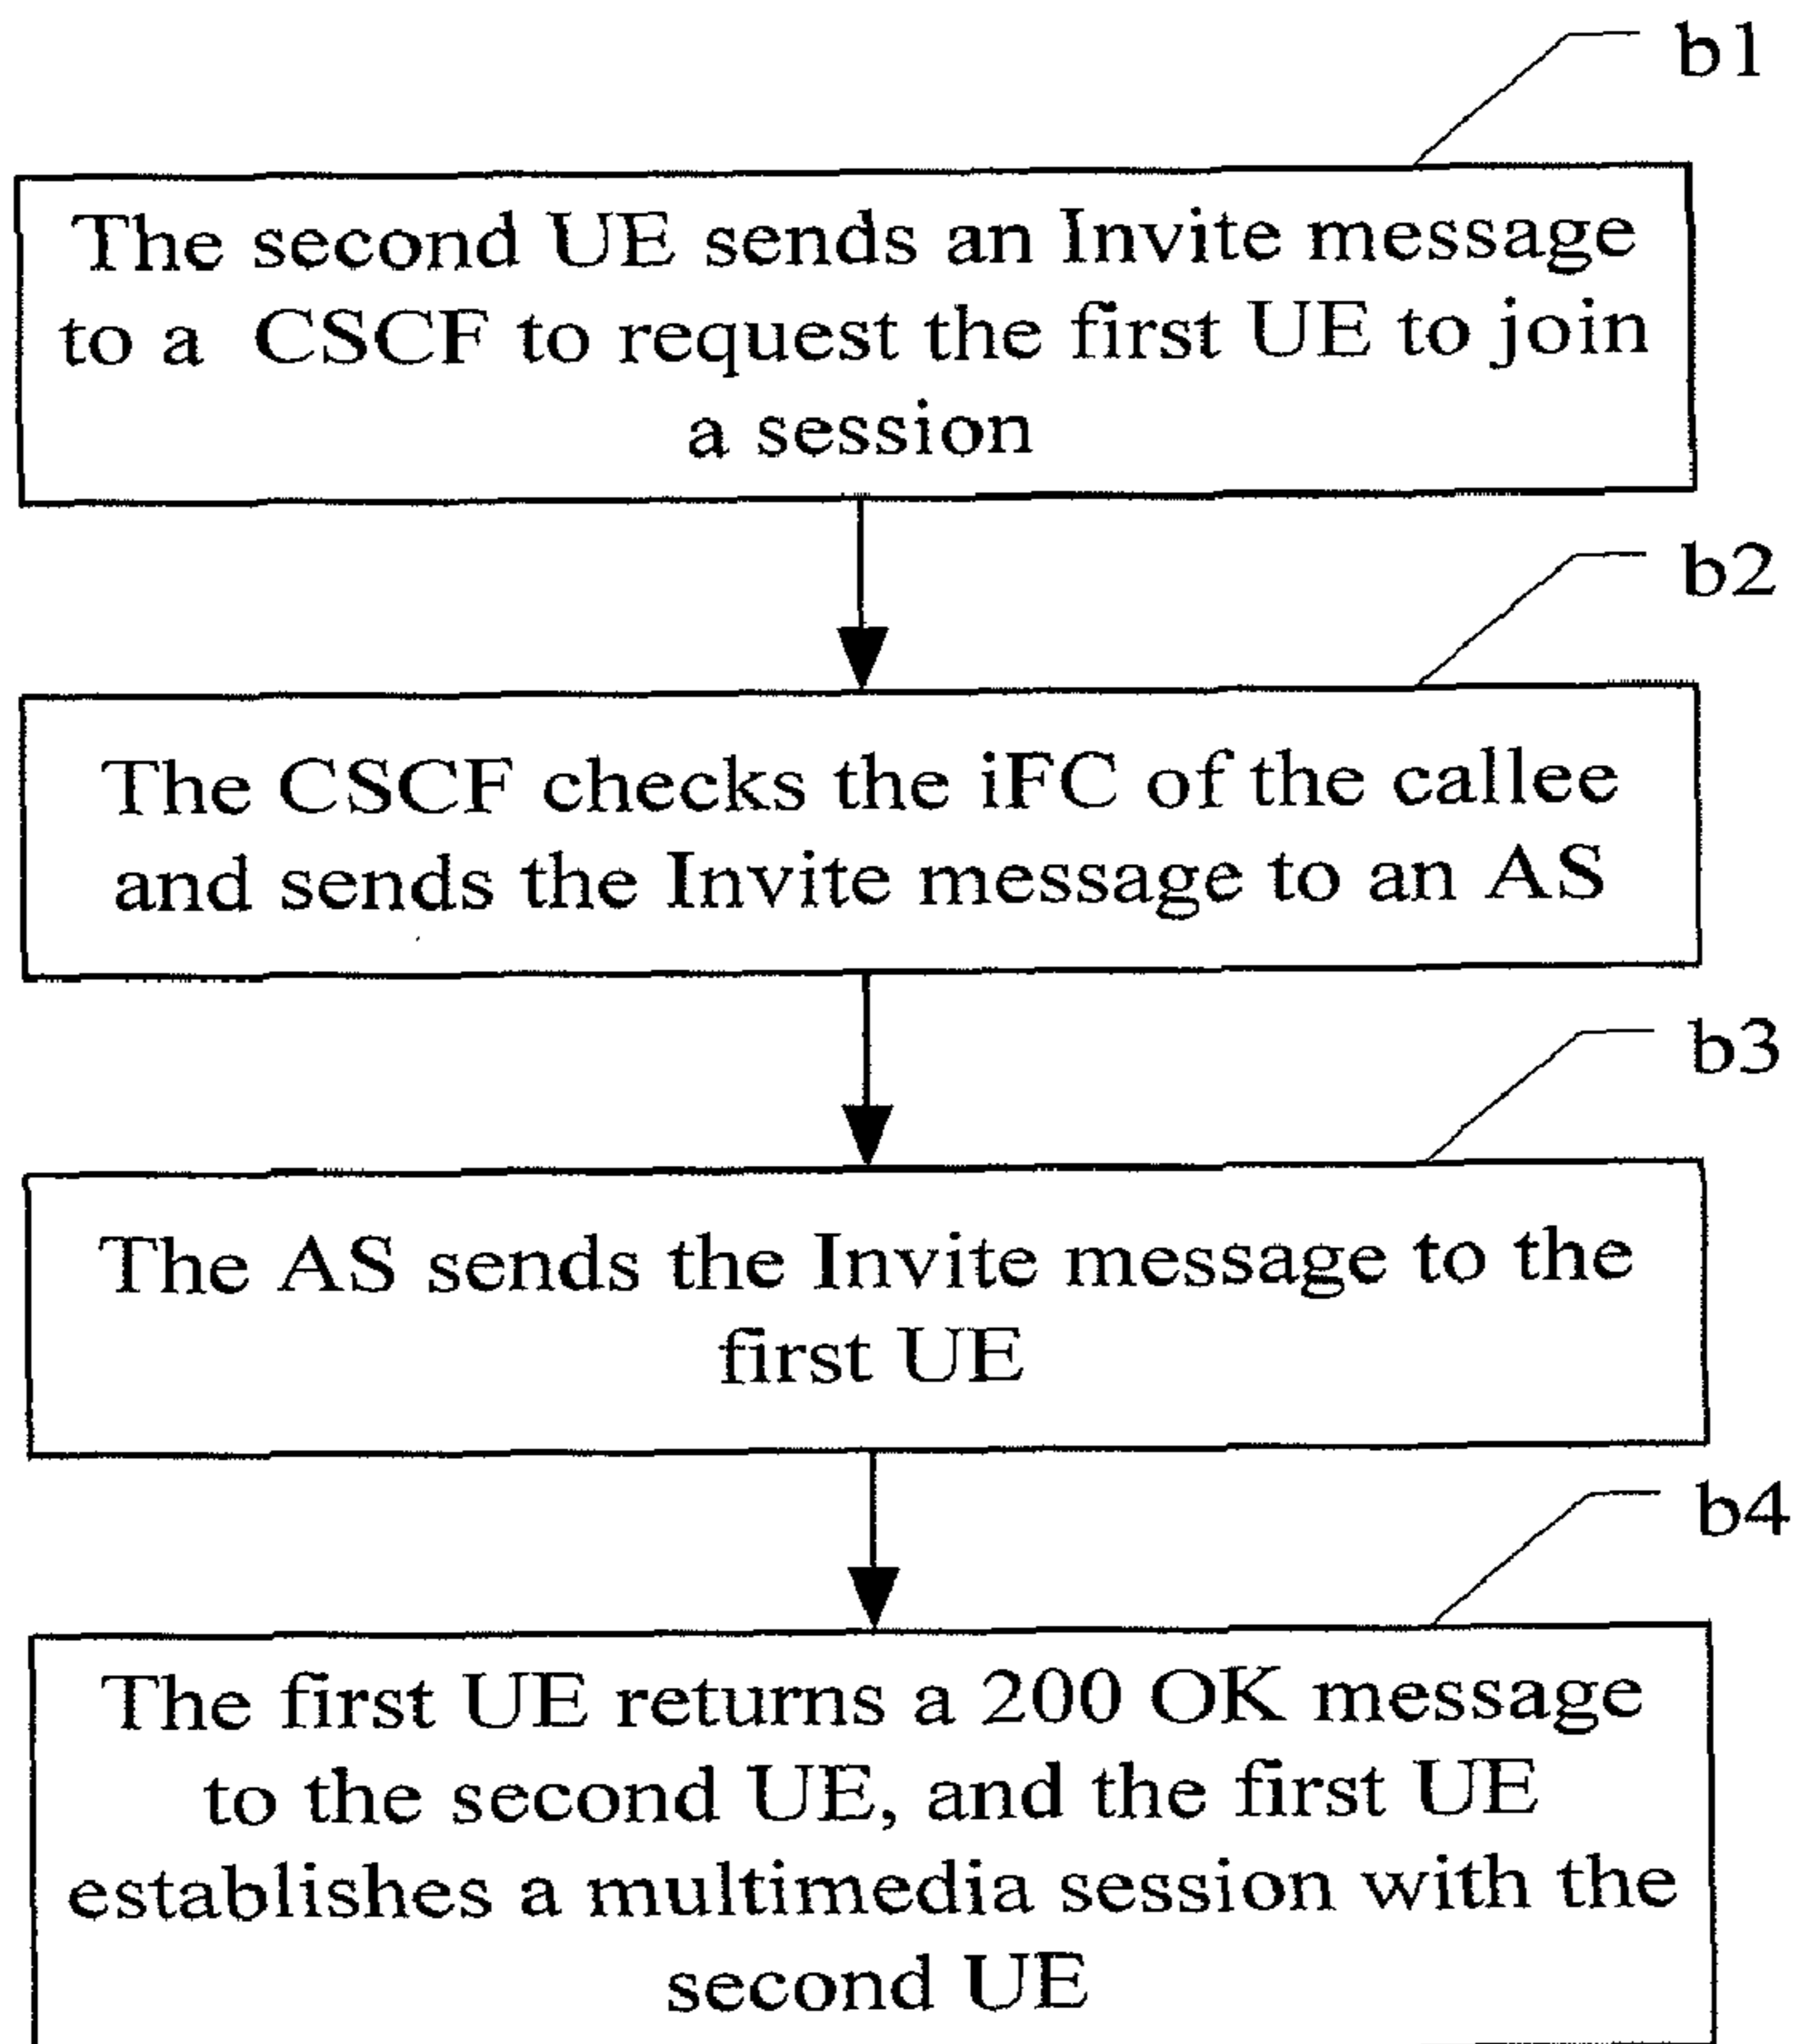 b1
The second UE sends an Invite message
to a CSCF to request the first UE to join
a session
b2
The CSCF checks the iFC of the callee
and sends the Invite message to an AS
b3
The AS sends the Invite message to the
first UE
b4
The first UE returns a 200 OK message
to the second UE, and the first UE
establishes a multimedia session with the
second UE